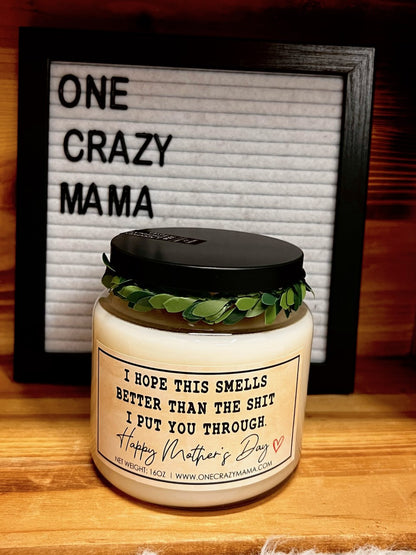 ONE
CRAZY
MAMA
I HOPE THIS SMELLS
BETTER THAN THE SHIT
I PUT YOU THROUGH.
Happy Mother's Day
NET WEIGHT: 16OZ | WWW.ONECRAZYMAMA.COM